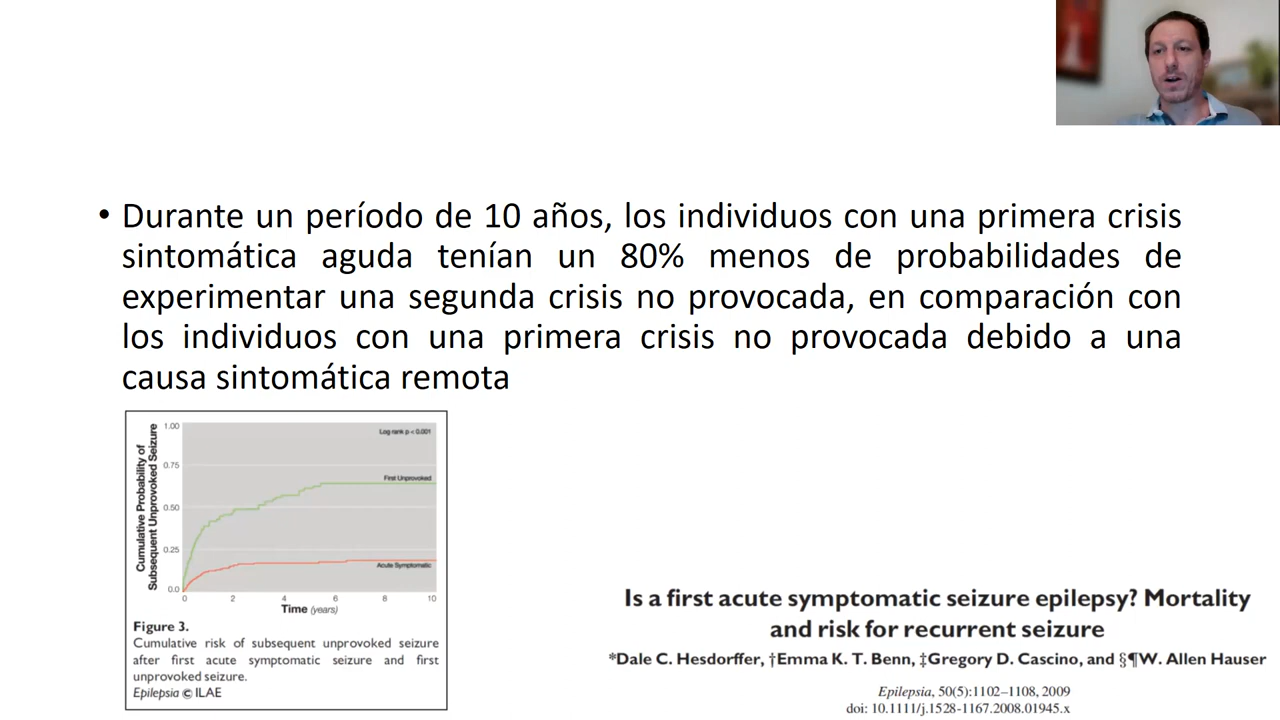 • Durante un período de 10 años, los individuos con una primera crisis
sintomática aguda tenían un 80% menos de probabilidades de
experimentar una segunda crisis no provocada, en comparación con
los individuos con una primera crisis no provocada debido a una
causa sintomática remota
Cumulative Probability of
Subsequent Unprovoked Seizure
1.00
0.75
0.50
0.25
0.0
Log rank p < 0.001
First Unprovoked
Acute Symptomatic
0 2 4 6 8 10
Time (years)
Figure 3.
Cumulative risk of subsequent unprovoked seizure
after first acute symptomatic seizure and first
unprovoked seizure.
Epilepsia © ILAE
Is a first acute symptomatic seizure epilepsy? Mortality
and risk for recurrent seizure
*Dale C. Hesdorffer, †Emma K. T. Benn, ‡Gregory D. Cascino, and §¶W. Allen Hauser
Epilepsia, 50(5):1102–1108, 2009
doi: 10.1111/j.1528-1167.2008.01945.x